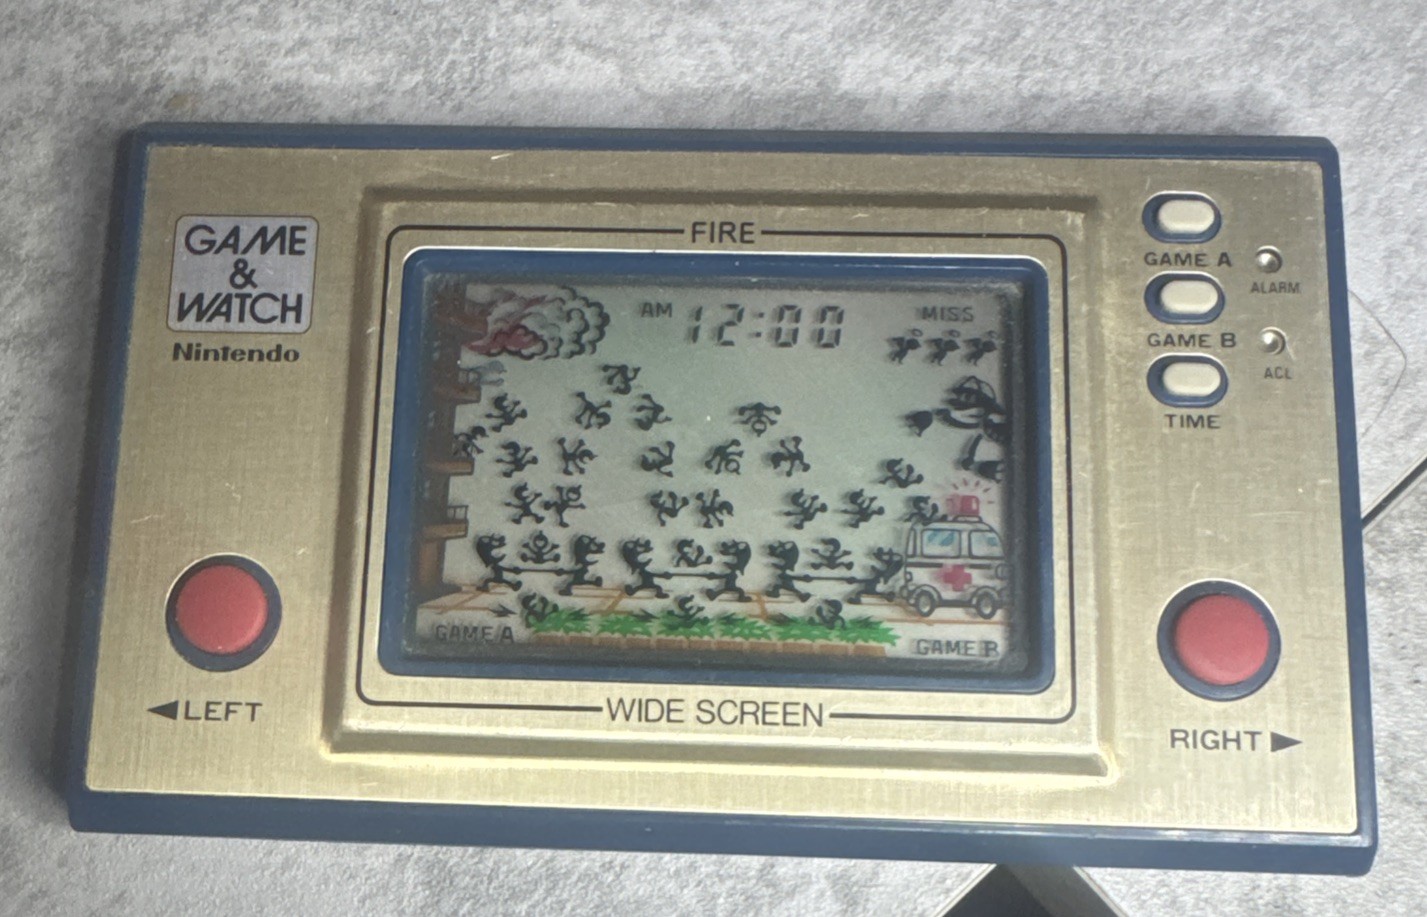 GAME
&
WATCH
Nintendo
FIRE
AM 12:00
MISS
GAME A
ALARM
GAME B
ACL
TIME
GAME A
GAME B
WIDE SCREEN
◀LEFT
RIGHT▶